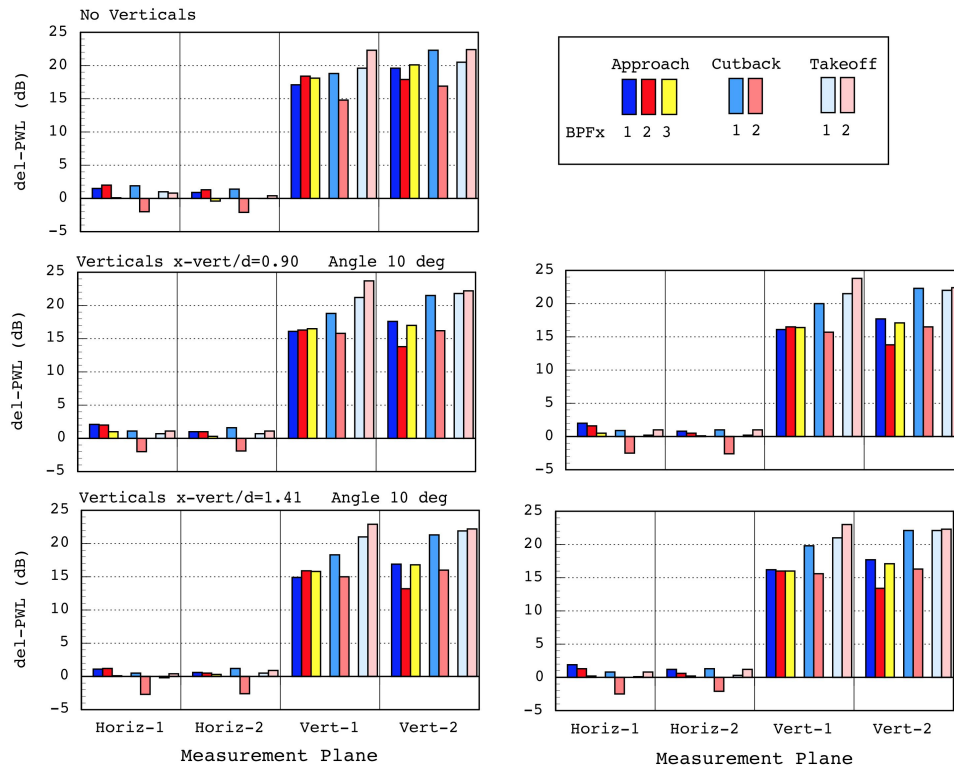 No Verticals
25
20
15
10
5
0
-5
del-PWL (dB)
Approach Cutback Takeoff
BPFx 1 2 3 1 2 1 2
Verticals x-vert/d=0.90 Angle 10 deg
25
20
15
10
5
0
-5
del-PWL (dB)
25
20
15
10
5
0
-5
Verticals x-vert/d=1.41 Angle 10 deg
25
20
15
10
5
0
-5
del-PWL (dB)
Horiz-1 Horiz-2 Vert-1 Vert-2
Measurement Plane
25
20
15
10
5
0
-5
Horiz-1 Horiz-2 Vert-1 Vert-2
Measurement Plane